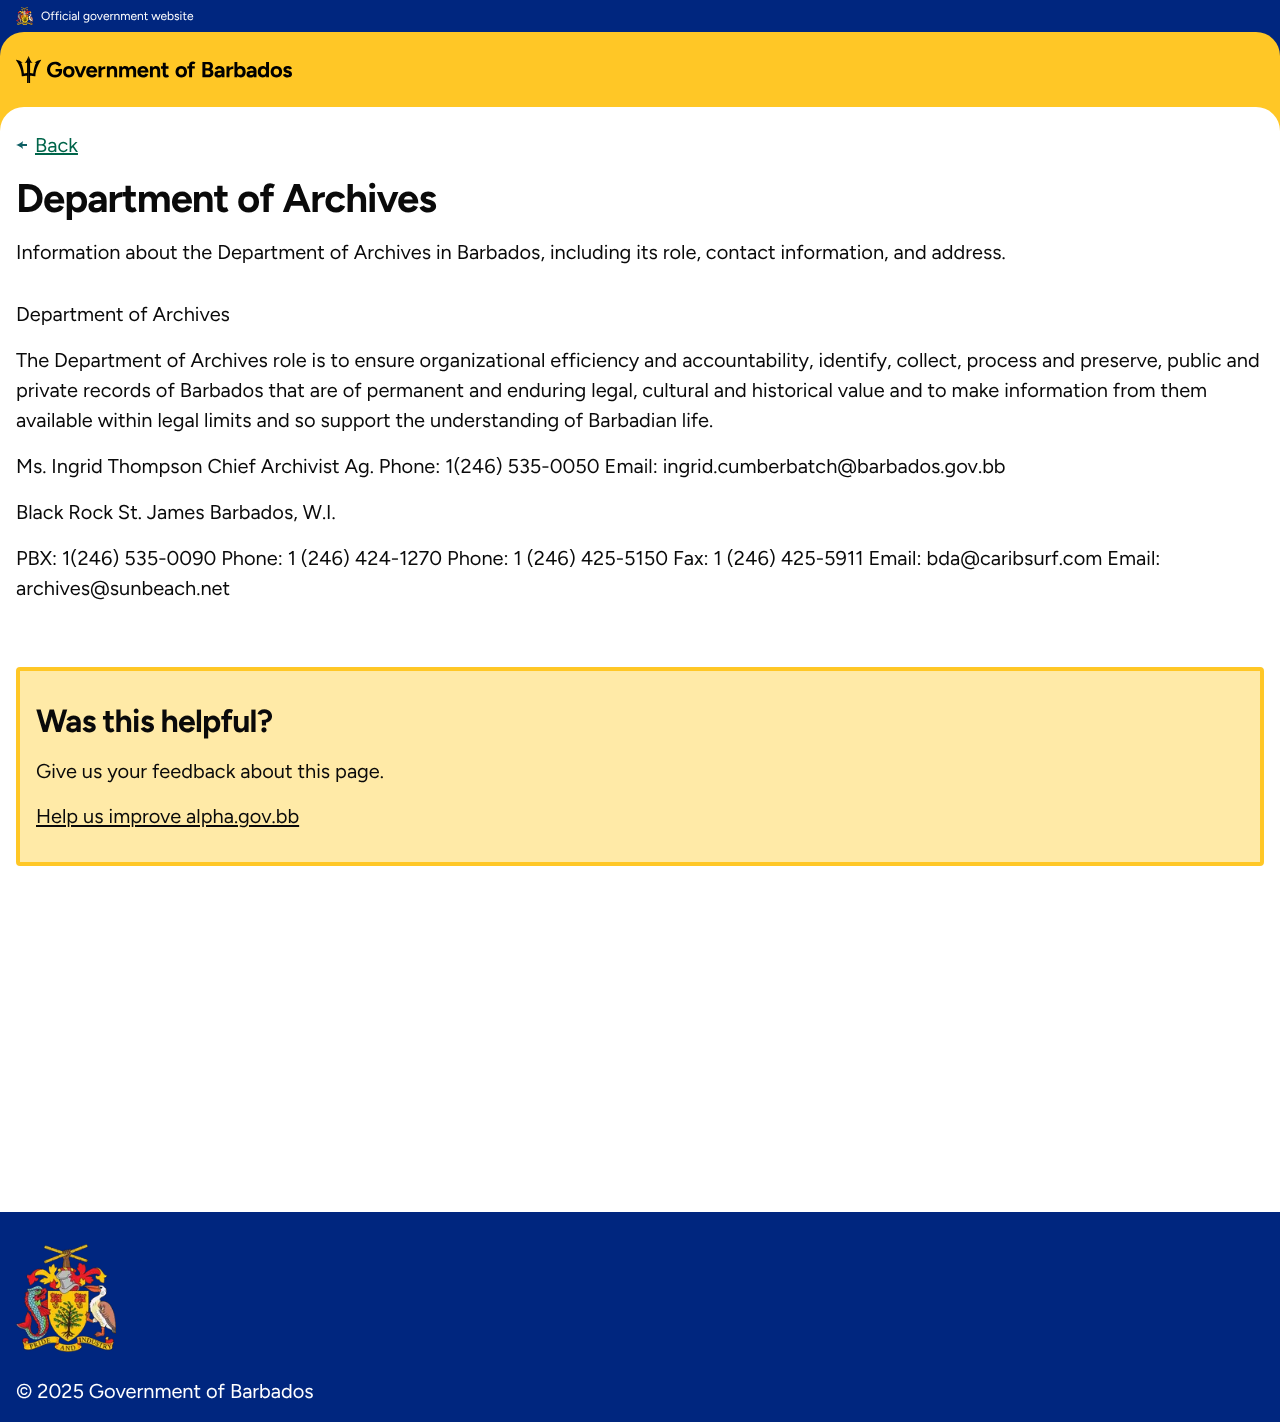 Official government website
Government of Barbados
Back
Department of Archives
Information about the Department of Archives in Barbados, including its role, contact information, and address.
Department of Archives
The Department of Archives role is to ensure organizational efficiency and accountability, identify, collect, process and preserve, public and
private records of Barbados that are of permanent and enduring legal, cultural and historical value and to make information from them
available within legal limits and so support the understanding of Barbadian life.
Ms. Ingrid Thompson Chief Archivist Ag. Phone: 1(246) 535-0050 Email: ingrid.cumberbatch@barbados.gov.bb
Black Rock St. James Barbados, W.I.
PBX: 1(246) 535-0090 Phone: 1 (246) 424-1270 Phone: 1 (246) 425-5150 Fax: 1 (246) 425-5911 Email: bda@caribsurf.com Email:
archives@sunbeach.net
Was this helpful?
Give us your feedback about this page.
Help us improve alpha.gov.bb
PRIDE AND INDUSTRY
© 2025 Government of Barbados